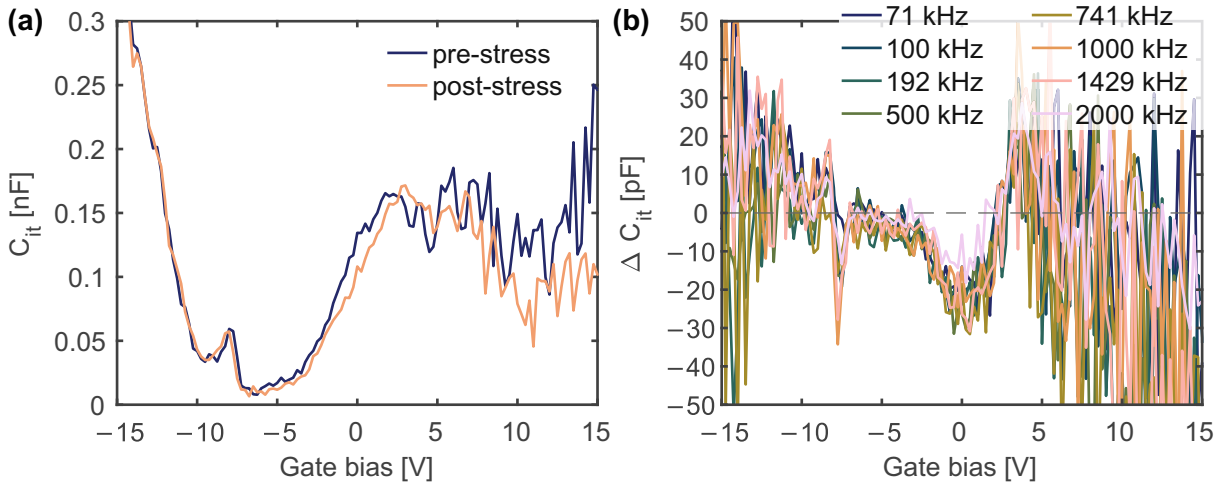 (a)
0.3
0.25
0.2
0.15
0.1
0.05
0
C_it [nF]
pre-stress
post-stress
−15 −10 −5 0 5 10 15
Gate bias [V]
(b)
50
40
30
20
10
0
−10
−20
−30
−40
−50
Δ C_it [pF]
71 kHz 741 kHz
100 kHz 1000 kHz
192 kHz 1429 kHz
500 kHz 2000 kHz
−15 −10 −5 0 5 10 15
Gate bias [V]